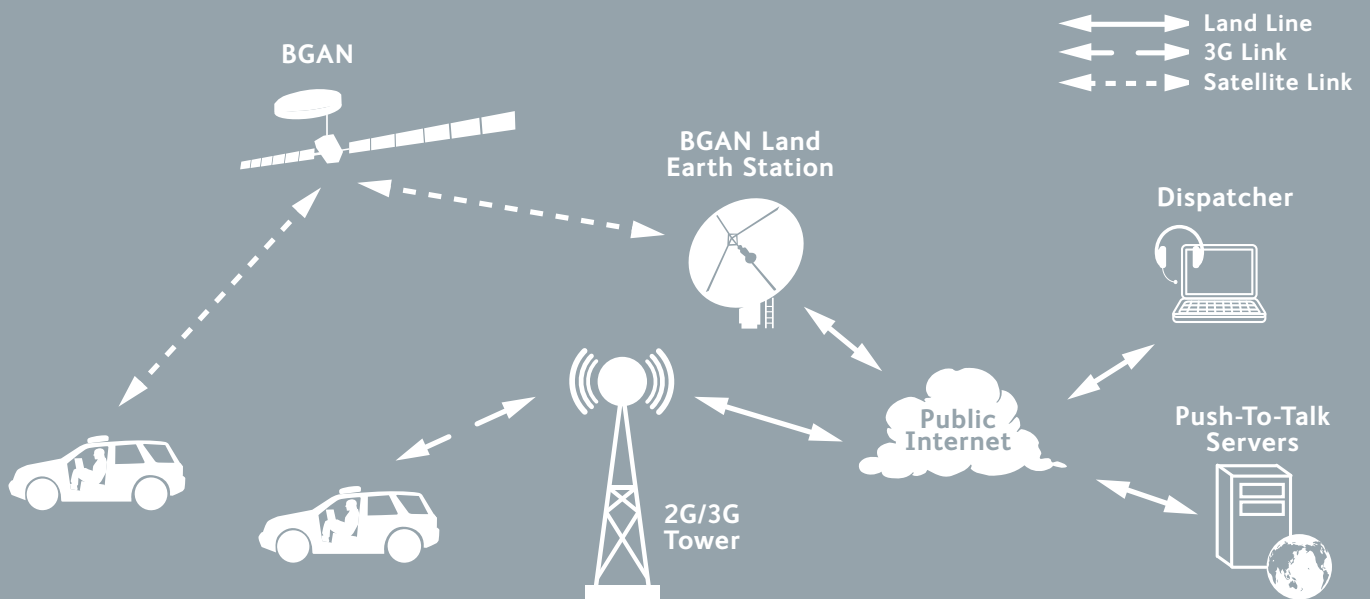 Land Line
3G Link
Satellite Link
BGAN
BGAN Land
Earth Station
Dispatcher
Public
Internet
Push-To-Talk
Servers
2G/3G
Tower